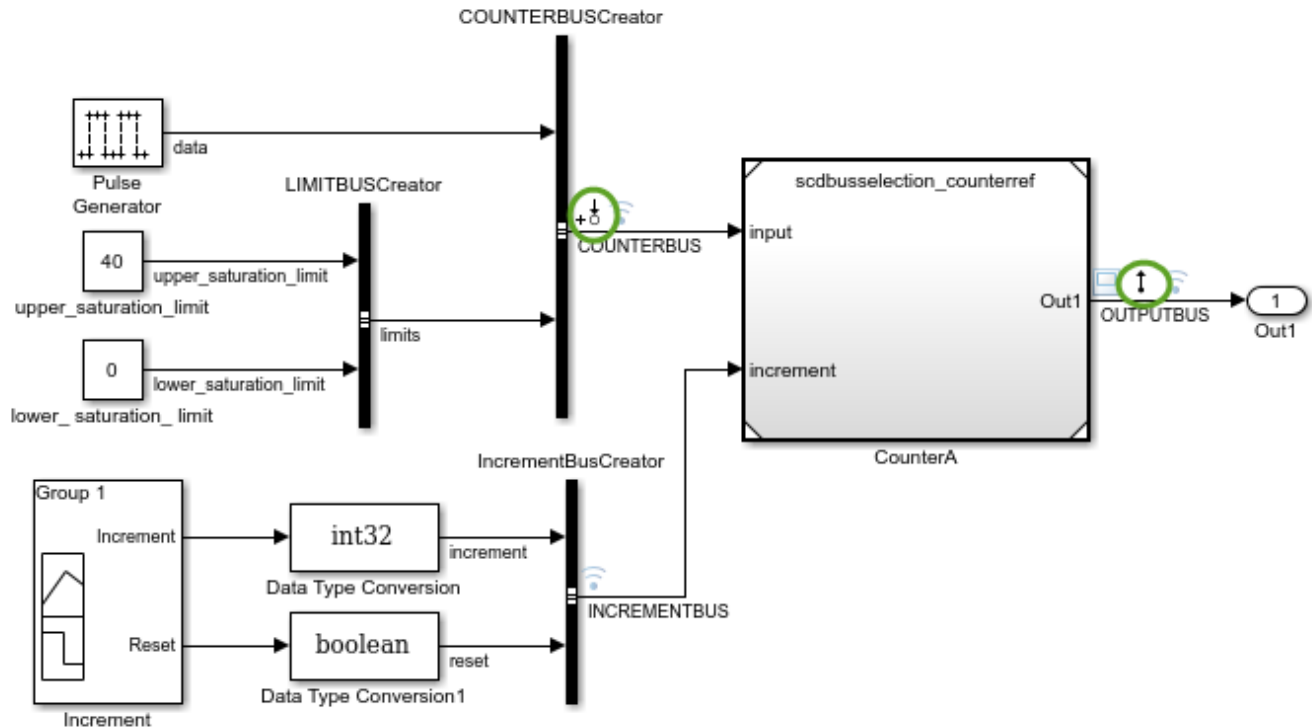 COUNTERBUSCreator
data
Pulse
Generator
LIMITBUSCreator
40
upper_saturation_limit
upper_saturation_limit
limits
0
lower_saturation_limit
lower_ saturation_ limit
COUNTERBUS
scdbusselection_counterref
input
increment
Out1
CounterA
OUTPUTBUS
1
Out1
IncrementBusCreator
Group 1
Increment
Reset
Increment
int32
increment
Data Type Conversion
boolean
reset
Data Type Conversion1
INCREMENTBUS